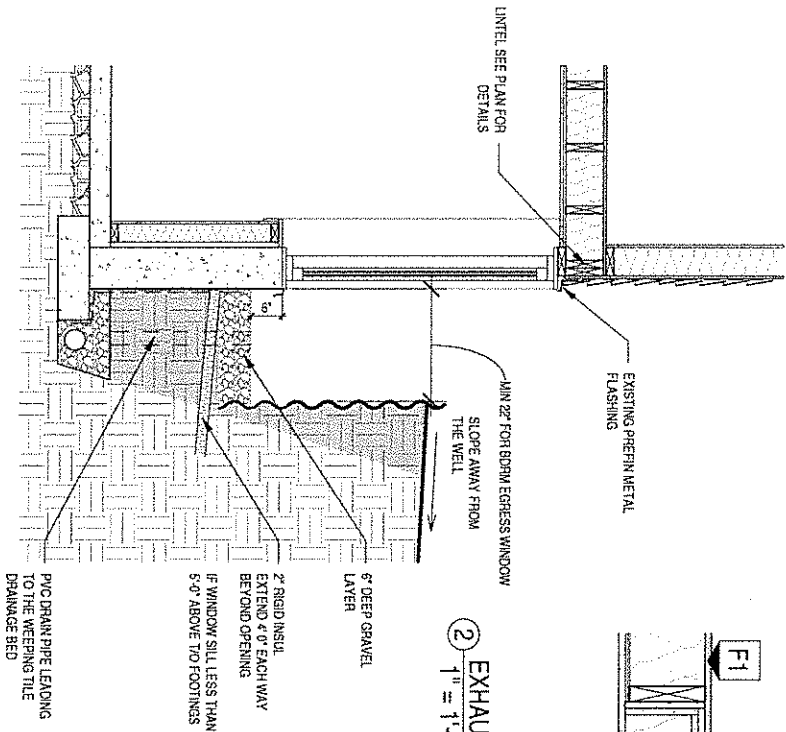 LINTEL SEE PLAN FOR
DETAILS
EXISTING PREFIN METAL
FLASHING
MIN 22" FOR BDRM EGRESS WINDOW
SLOPE AWAY FROM
THE WELL
6"
6" DEEP GRAVEL
LAYER
2" RIGID INSUL
EXTEND 4'0" EACH WAY
BEYOND OPENING
IF WINDOW SILL LESS THAN
5'-0" ABOVE T/O FOOTINGS
PVC DRAIN PIPE LEADING
TO THE WEEPING TILE
DRAINAGE BED
F1
2 EXHAU
1" = 1'-